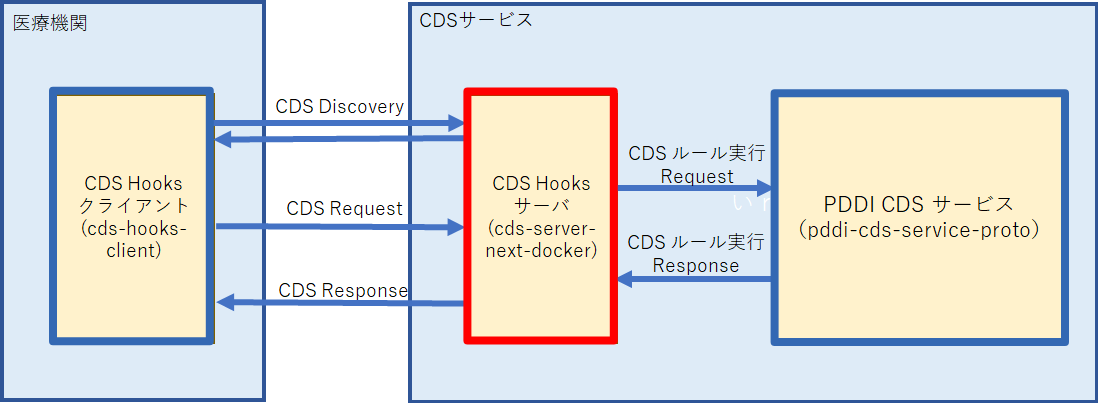 医療機関
CDSサービス
CDS Discovery
CDS Hooks
クライアント
(cds-hooks-
client)
CDS Request
CDS Response
CDS Hooks
サーバ
(cds-server-
next-docker)
CDS ルール実行
Request
CDS ルール実行
Response
PDDI CDS サービス
(pddi-cds-service-proto)